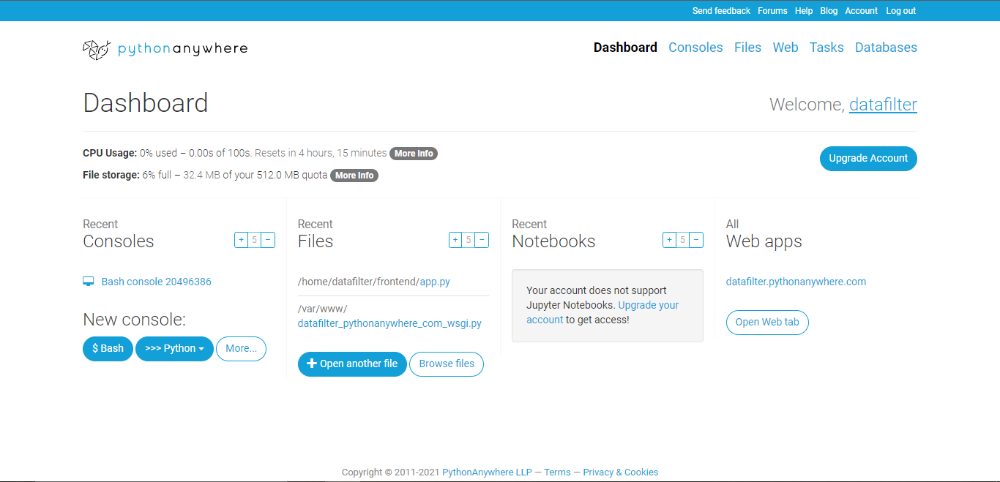 Send feedback Forums Help Blog Account Log out
pythonanywhere
Dashboard Consoles Files Web Tasks Databases
Dashboard
Welcome, datafilter
CPU Usage: 0% used – 0.00s of 100s. Resets in 4 hours, 15 minutes More Info
File storage: 6% full – 32.4 MB of your 512.0 MB quota More Info
Upgrade Account
Recent
Consoles
+ 5 −
Bash console 20496386
New console:
$ Bash >>> Python More...
Recent
Files
+ 5 −
/home/datafilter/frontend/app.py
/var/www/
datafilter_pythonanywhere_com_wsgi.py
+ Open another file Browse files
Recent
Notebooks
+ 5 −
Your account does not support
Jupyter Notebooks. Upgrade your
account to get access!
All
Web apps
datafilter.pythonanywhere.com
Open Web tab
Copyright © 2011-2021 PythonAnywhere LLP — Terms — Privacy & Cookies